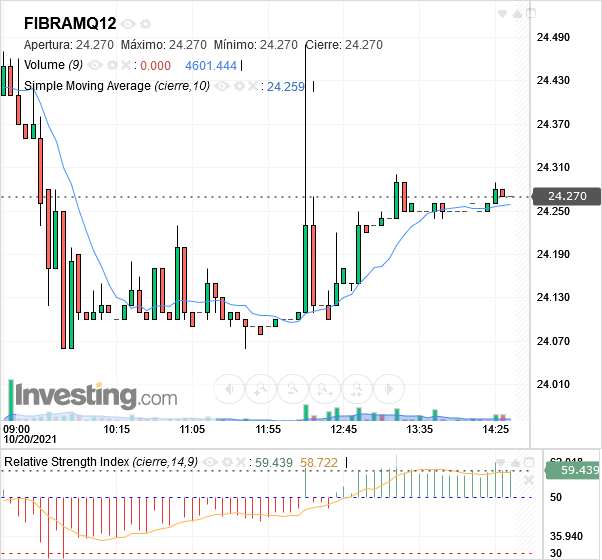 FIBRAMQ12
Apertura: 24.270 Máximo: 24.270 Mínimo: 24.270 Cierre: 24.270
Volume (9) : 0.000 4601.444
Simple Moving Average (cierre,10) : 24.259
24.490
24.430
24.370
24.310
24.270
24.250
24.190
24.130
24.070
24.010
Investing.com
09:00 10:15 11:05 11:55 12:45 13:35 14:25
10/20/2021
Relative Strength Index (cierre,14,9) : 59.439 58.722
59.439
50
35.940
30